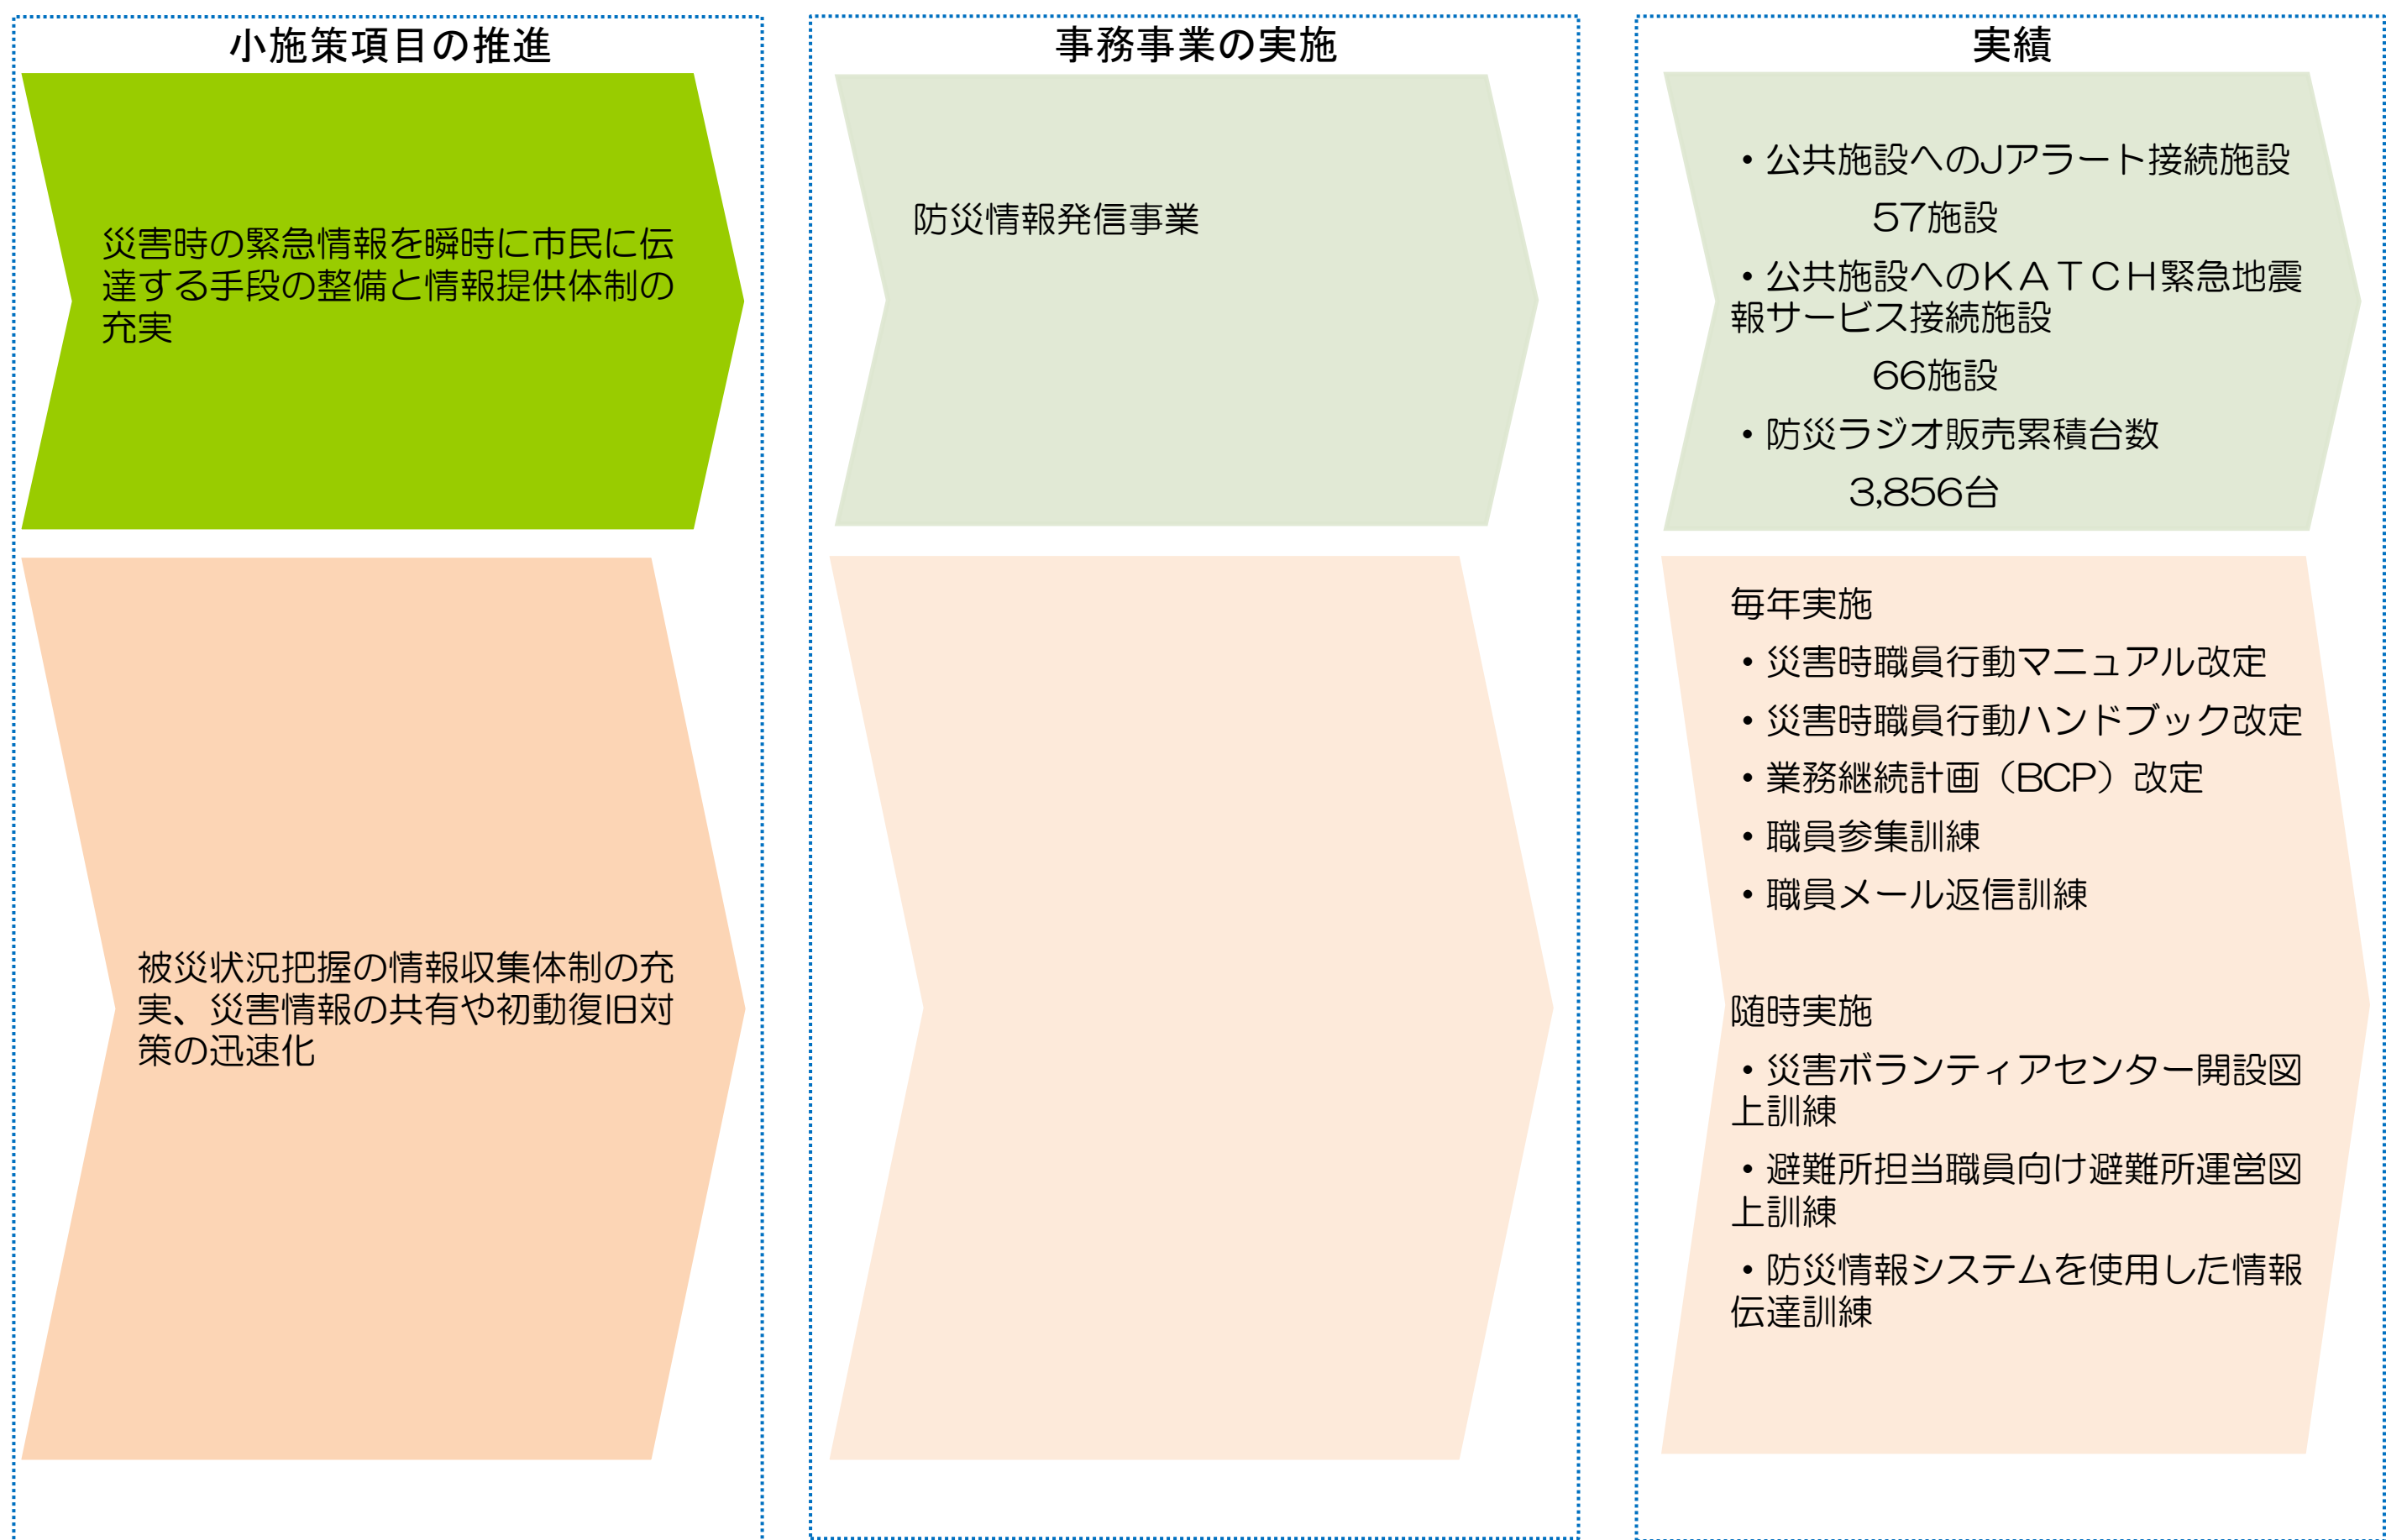 小施策項目の推進
災害時の緊急情報を瞬時に市民に伝
達する手段の整備と情報提供体制の
充実
被災状況把握の情報収集体制の充
実、災害情報の共有や初動復旧対
策の迅速化
事務事業の実施
防災情報発信事業
実績
・公共施設へのJアラート接続施設
57施設
・公共施設へのＫＡＴＣＨ緊急地震
報サービス接続施設
66施設
・防災ラジオ販売累積台数
3,856台
毎年実施
・災害時職員行動マニュアル改定
・災害時職員行動ハンドブック改定
・業務継続計画（BCP）改定
・職員参集訓練
・職員メール返信訓練
随時実施
・災害ボランティアセンター開設図
上訓練
・避難所担当職員向け避難所運営図
上訓練
・防災情報システムを使用した情報
伝達訓練